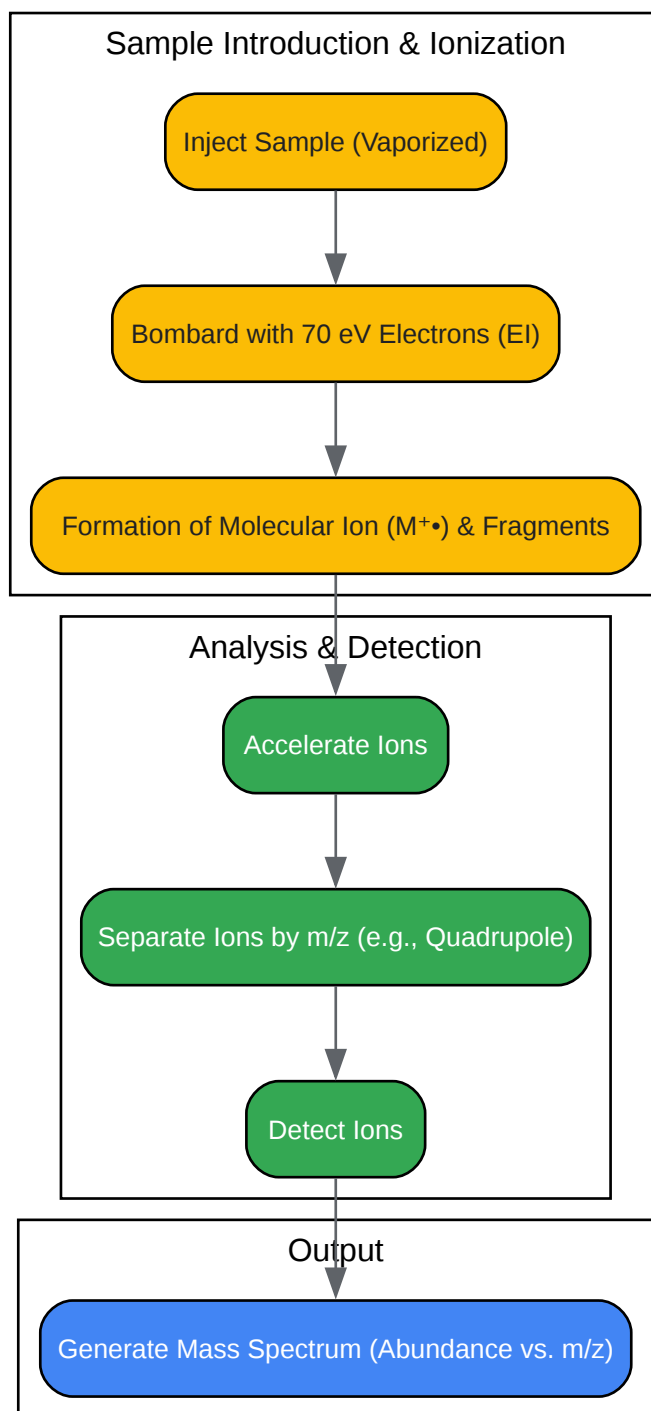 Sample Introduction & Ionization
Inject Sample (Vaporized)
Bombard with 70 eV Electrons (EI)
Formation of Molecular Ion (M⁺•) & Fragments
Analysis & Detection
Accelerate Ions
Separate Ions by m/z (e.g., Quadrupole)
Detect Ions
Output
Generate Mass Spectrum (Abundance vs. m/z)